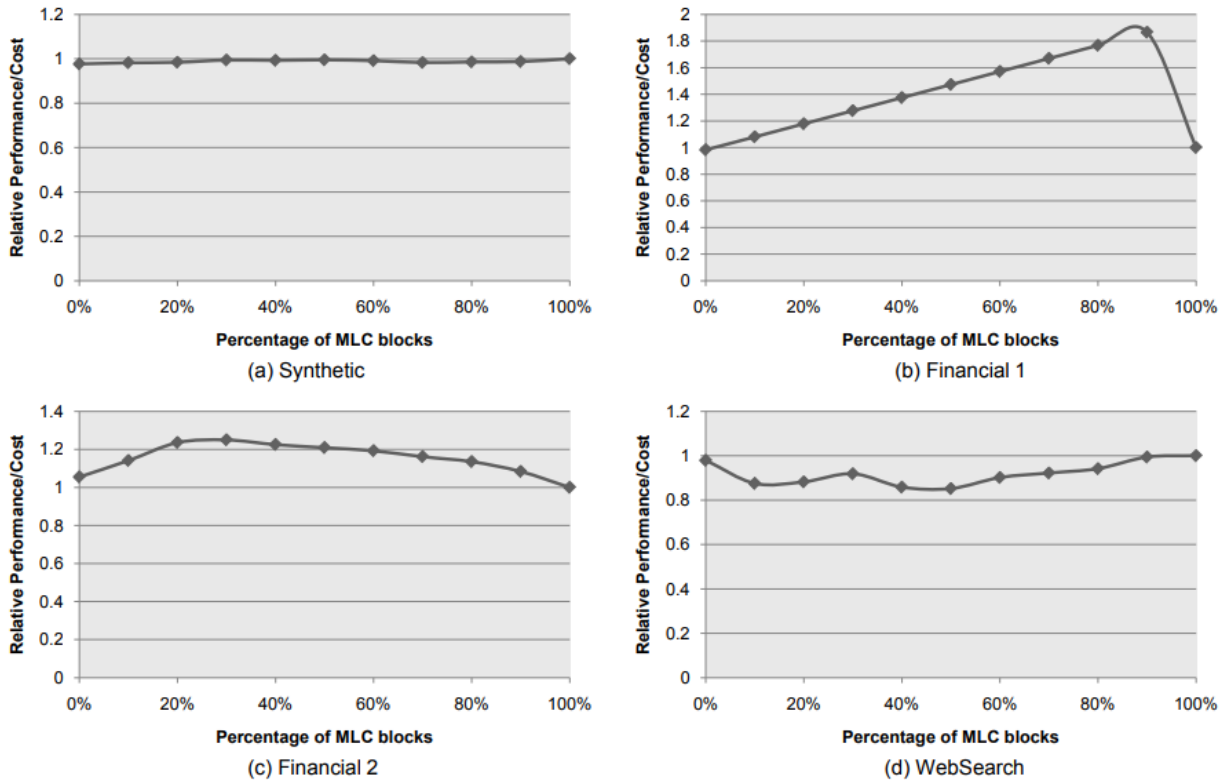 1.2
1
0.8
0.6
0.4
0.2
0
Relative Performance/Cost
0% 20% 40% 60% 80% 100%
Percentage of MLC blocks
(a) Synthetic
2
1.8
1.6
1.4
1.2
1
0.8
0.6
0.4
0.2
0
Relative Performance/Cost
0% 20% 40% 60% 80% 100%
Percentage of MLC blocks
(b) Financial 1
1.4
1.2
1
0.8
0.6
0.4
0.2
0
Relative Performance/Cost
0% 20% 40% 60% 80% 100%
Percentage of MLC blocks
(c) Financial 2
1.2
1
0.8
0.6
0.4
0.2
0
Relative Performance/Cost
0% 20% 40% 60% 80% 100%
Percentage of MLC blocks
(d) WebSearch